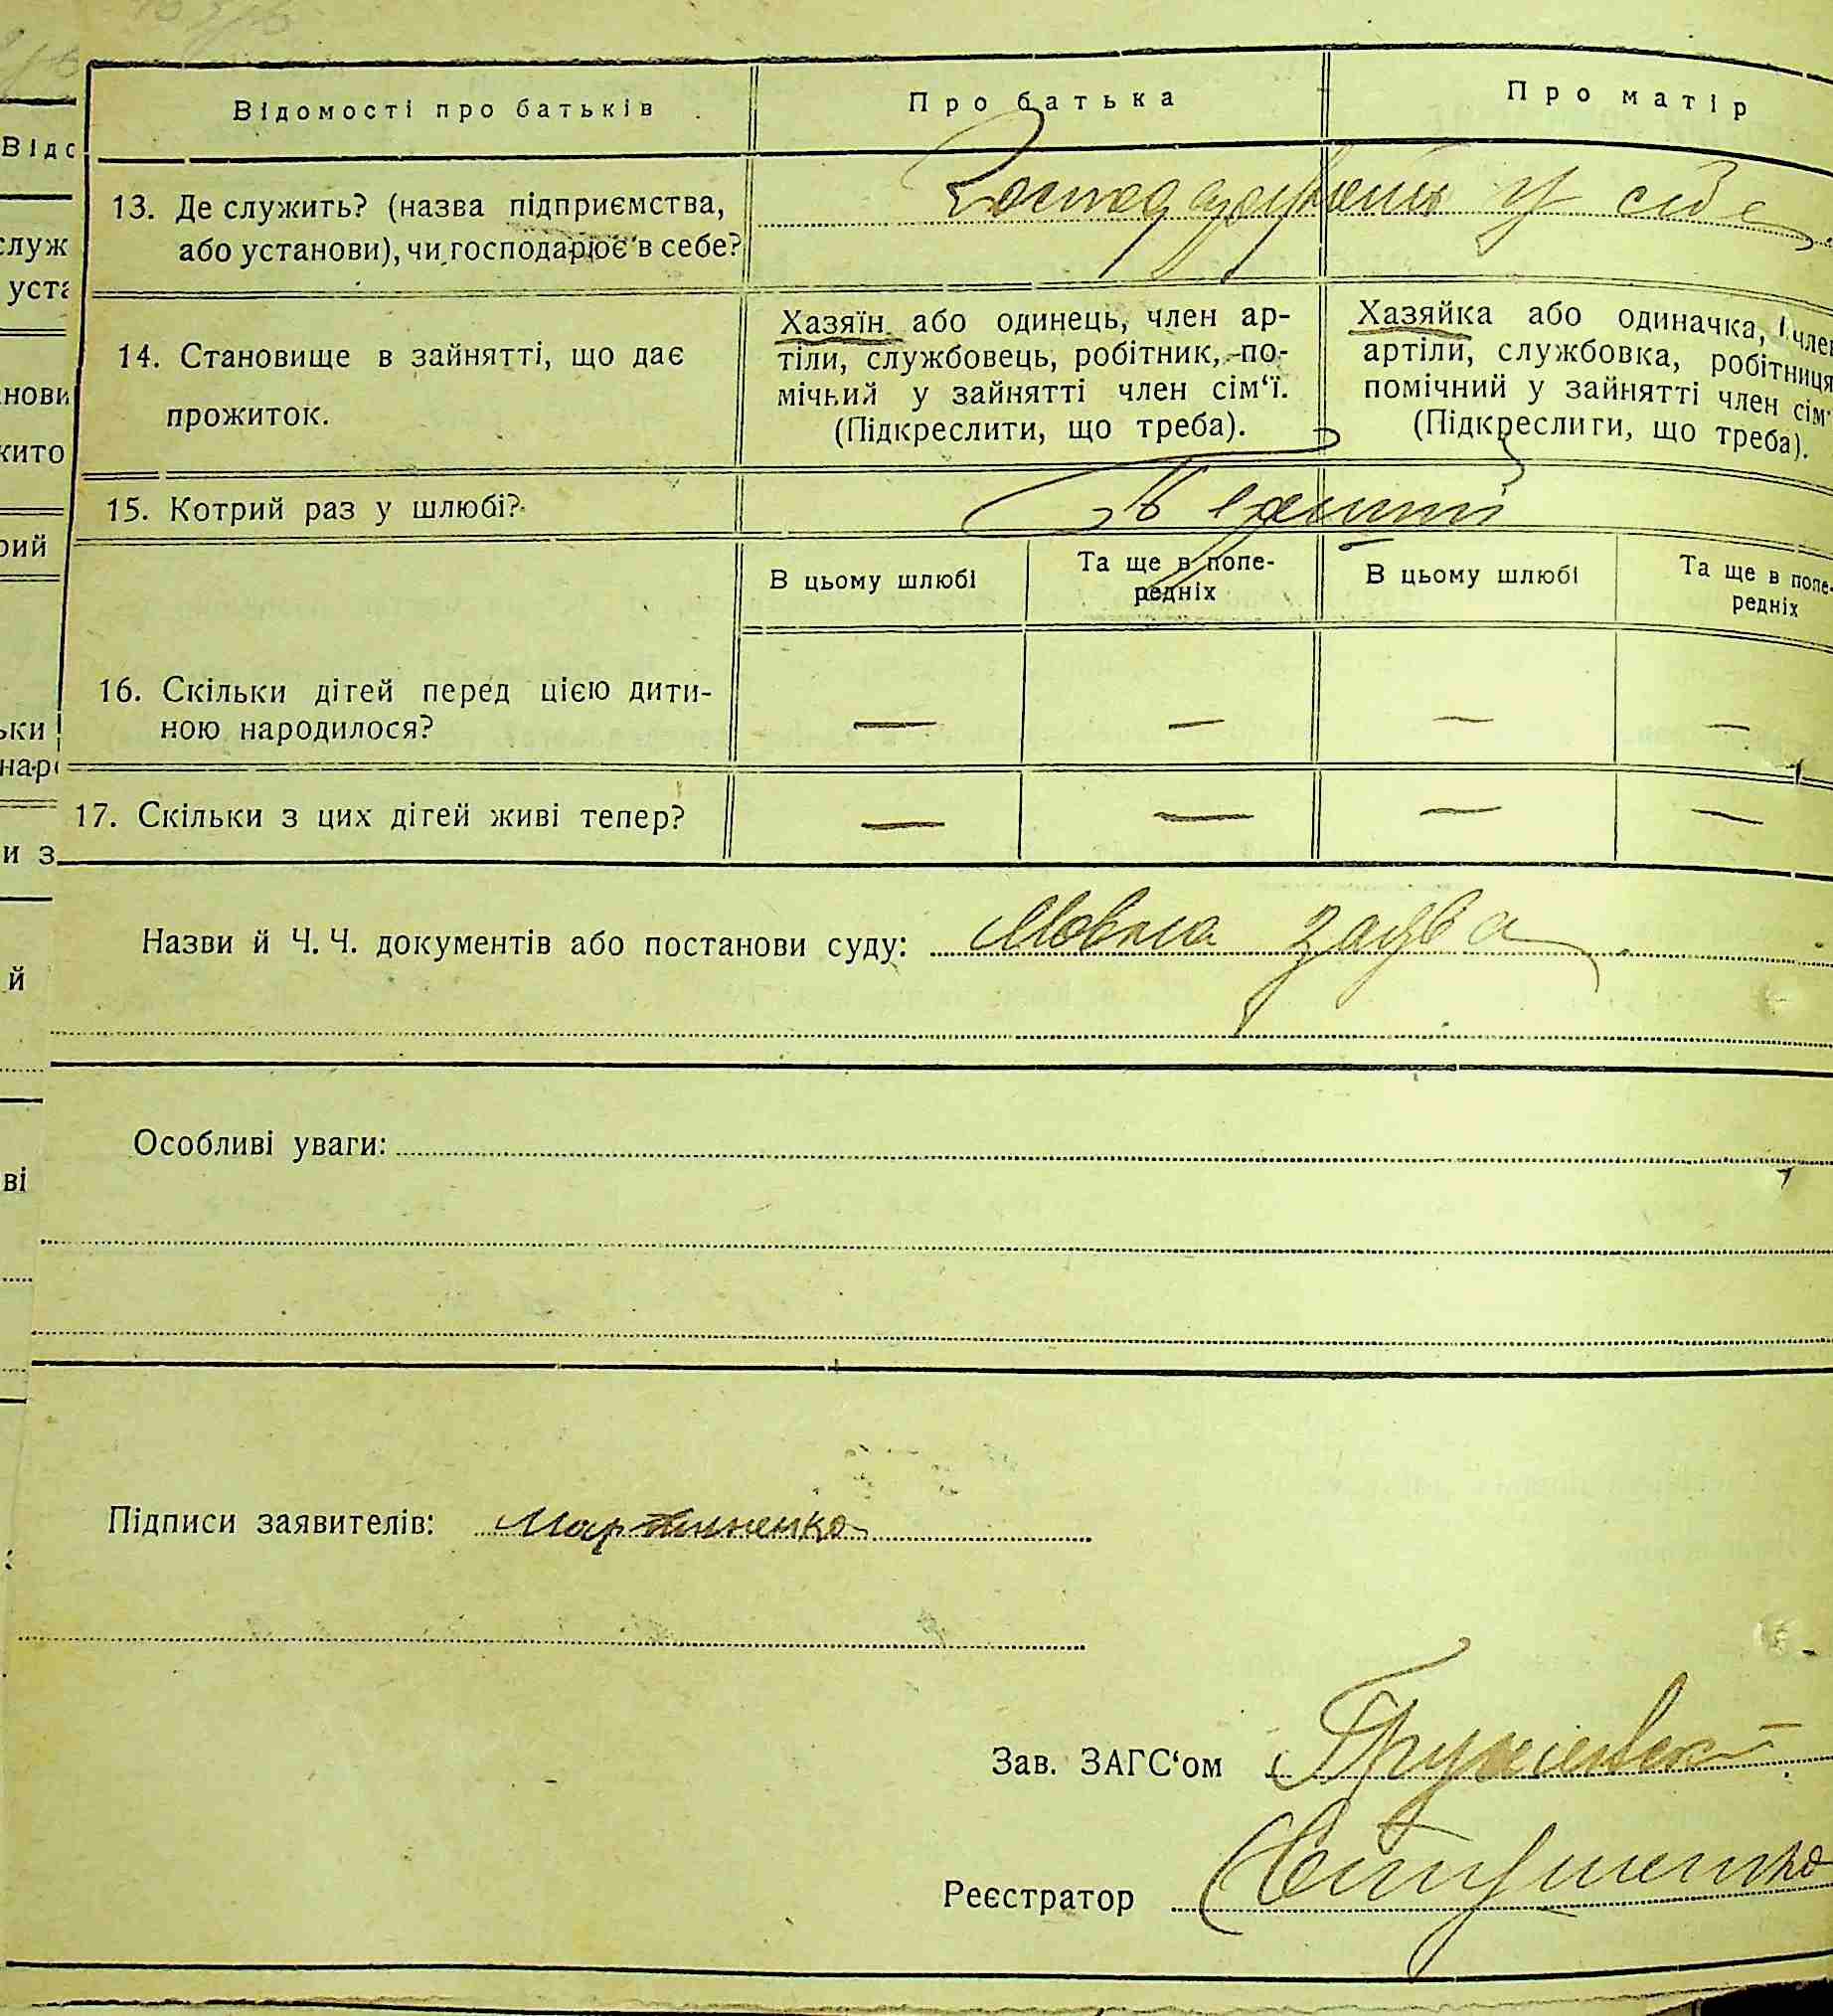 Відомості про батьків
Про батька
Про матір
13. Де служить? (назва підприємства,
або установи), чи господарює в себе?
Господарюють у сібе
14. Становище в зайнятті, що дає
прожиток.
Хазяїн або одинець, член ар-
тіли, службовець, робітник, по-
мічний у зайнятті член сім‘ї.
(Підкреслити, що треба).
Хазяйка або одиначка, член
артіли, службовка, робітниця
помічний у зайнятті член сім‘
(Підкреслити, що треба).
15. Котрий раз у шлюбі?
В цьому шлюбі
Та ще в попе-
редніх
В цьому шлюбі
Та ще в попе-
редніх
16. Скільки дітей перед цією дити-
ною народилося?
— — — —
17. Скільки з цих дітей живі тепер?
— — — —
Назви й Ч. Ч. документів або постанови суду: Мовна заява
Особливі уваги:
Підписи заявителів: Мартиненко
Зав. ЗАГС‘ом
Реєстратор